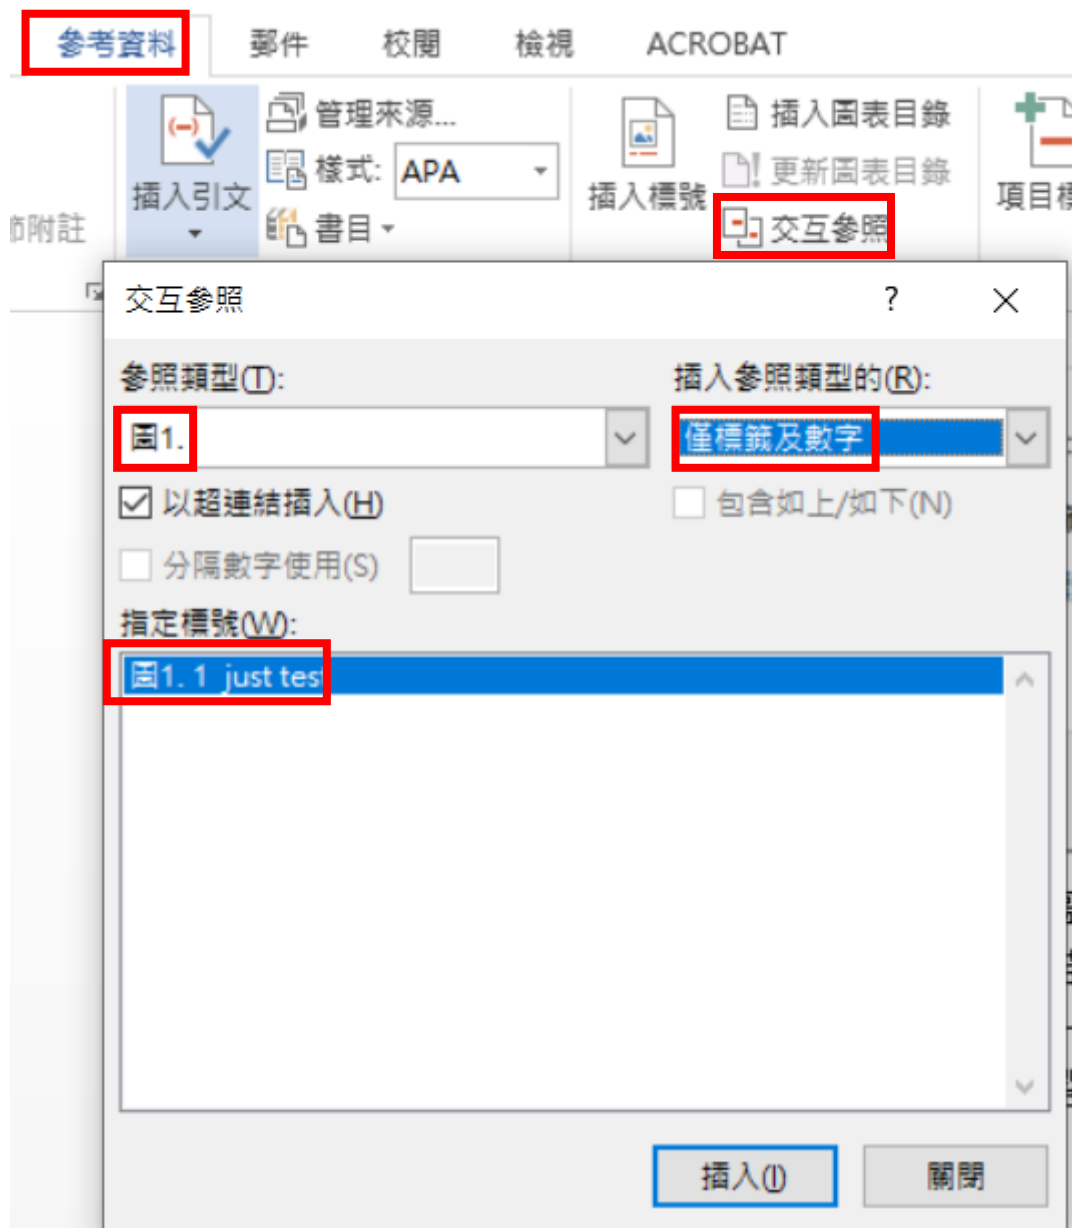 參考資料 郵件 校閱 檢視 ACROBAT
管理來源... 插入圖表目錄
樣式: APA 更新圖表目錄
插入引文 插入標號
附註 書目 交互參照
交互參照 ?
參照類型(T): 插入參照類型的(R):
圖1. 僅標籤及數字
以超連結插入(H) 包含如上/如下(N)
分隔數字使用(S)
指定標號(W):
圖1. 1 just test
插入(I) 關閉